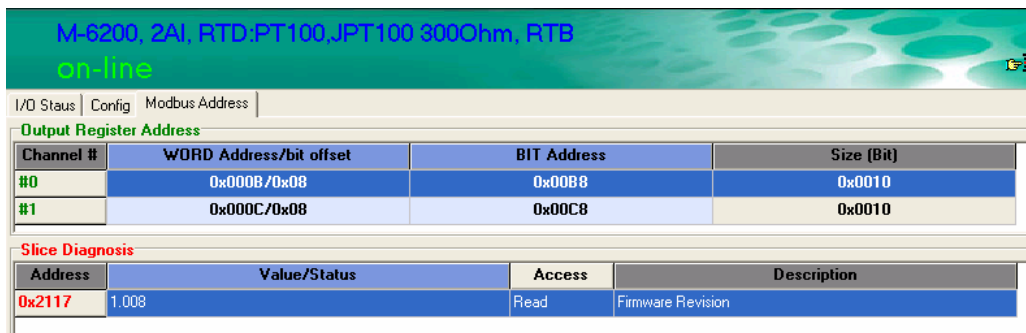 M-6200, 2AI, RTD:PT100,JPT100 300Ohm, RTB
on-line
I/O Staus Config Modbus Address
Output Register Address
Channel # WORD Address/bit offset BIT Address Size (Bit)
#0 0x000B/0x08 0x00B8 0x0010
#1 0x000C/0x08 0x00C8 0x0010
Slice Diagnosis
Address Value/Status Access Description
0x2117 1.008 Read Firmware Revision